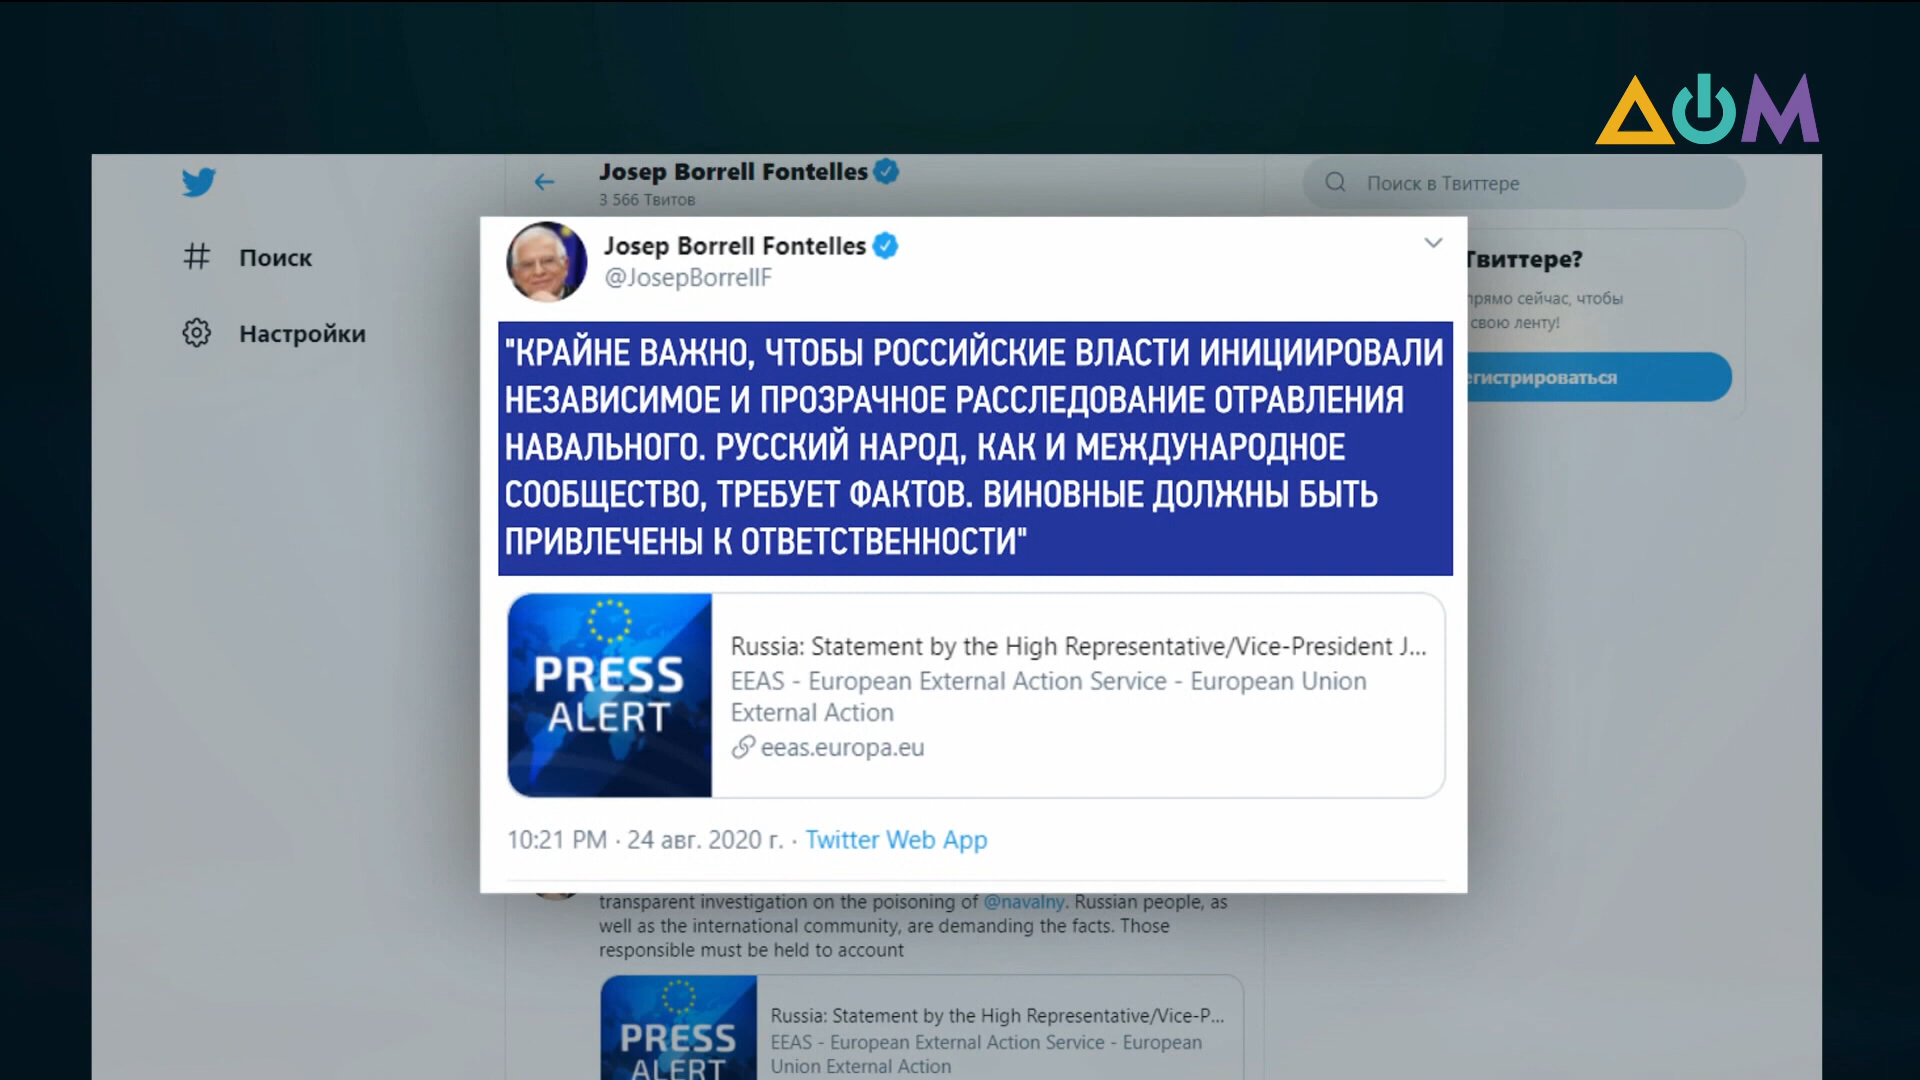 ДОМ
Josep Borrell Fontelles
3 566 Твитов
Поиск в Твиттере
Поиск
Настройки
Josep Borrell Fontelles
@JosepBorrellF
"КРАЙНЕ ВАЖНО, ЧТОБЫ РОССИЙСКИЕ ВЛАСТИ ИНИЦИИРОВАЛИ
НЕЗАВИСИМОЕ И ПРОЗРАЧНОЕ РАССЛЕДОВАНИЕ ОТРАВЛЕНИЯ
НАВАЛЬНОГО. РУССКИЙ НАРОД, КАК И МЕЖДУНАРОДНОЕ
СООБЩЕСТВО, ТРЕБУЕТ ФАКТОВ. ВИНОВНЫЕ ДОЛЖНЫ БЫТЬ
ПРИВЛЕЧЕНЫ К ОТВЕТСТВЕННОСТИ"
PRESS
ALERT
Russia: Statement by the High Representative/Vice-President J...
EEAS - European External Action Service - European Union
External Action
eeas.europa.eu
10:21 PM · 24 авг. 2020 г. · Twitter Web App
Твиттере?
прямо сейчас, чтобы
свою ленту!
егистрироваться
transparent investigation on the poisoning of @navalny. Russian people, as
well as the international community, are demanding the facts. Those
responsible must be held to account
PRESS
ALERT
Russia: Statement by the High Representative/Vice-P...
EEAS - European External Action Service - European
Union External Action